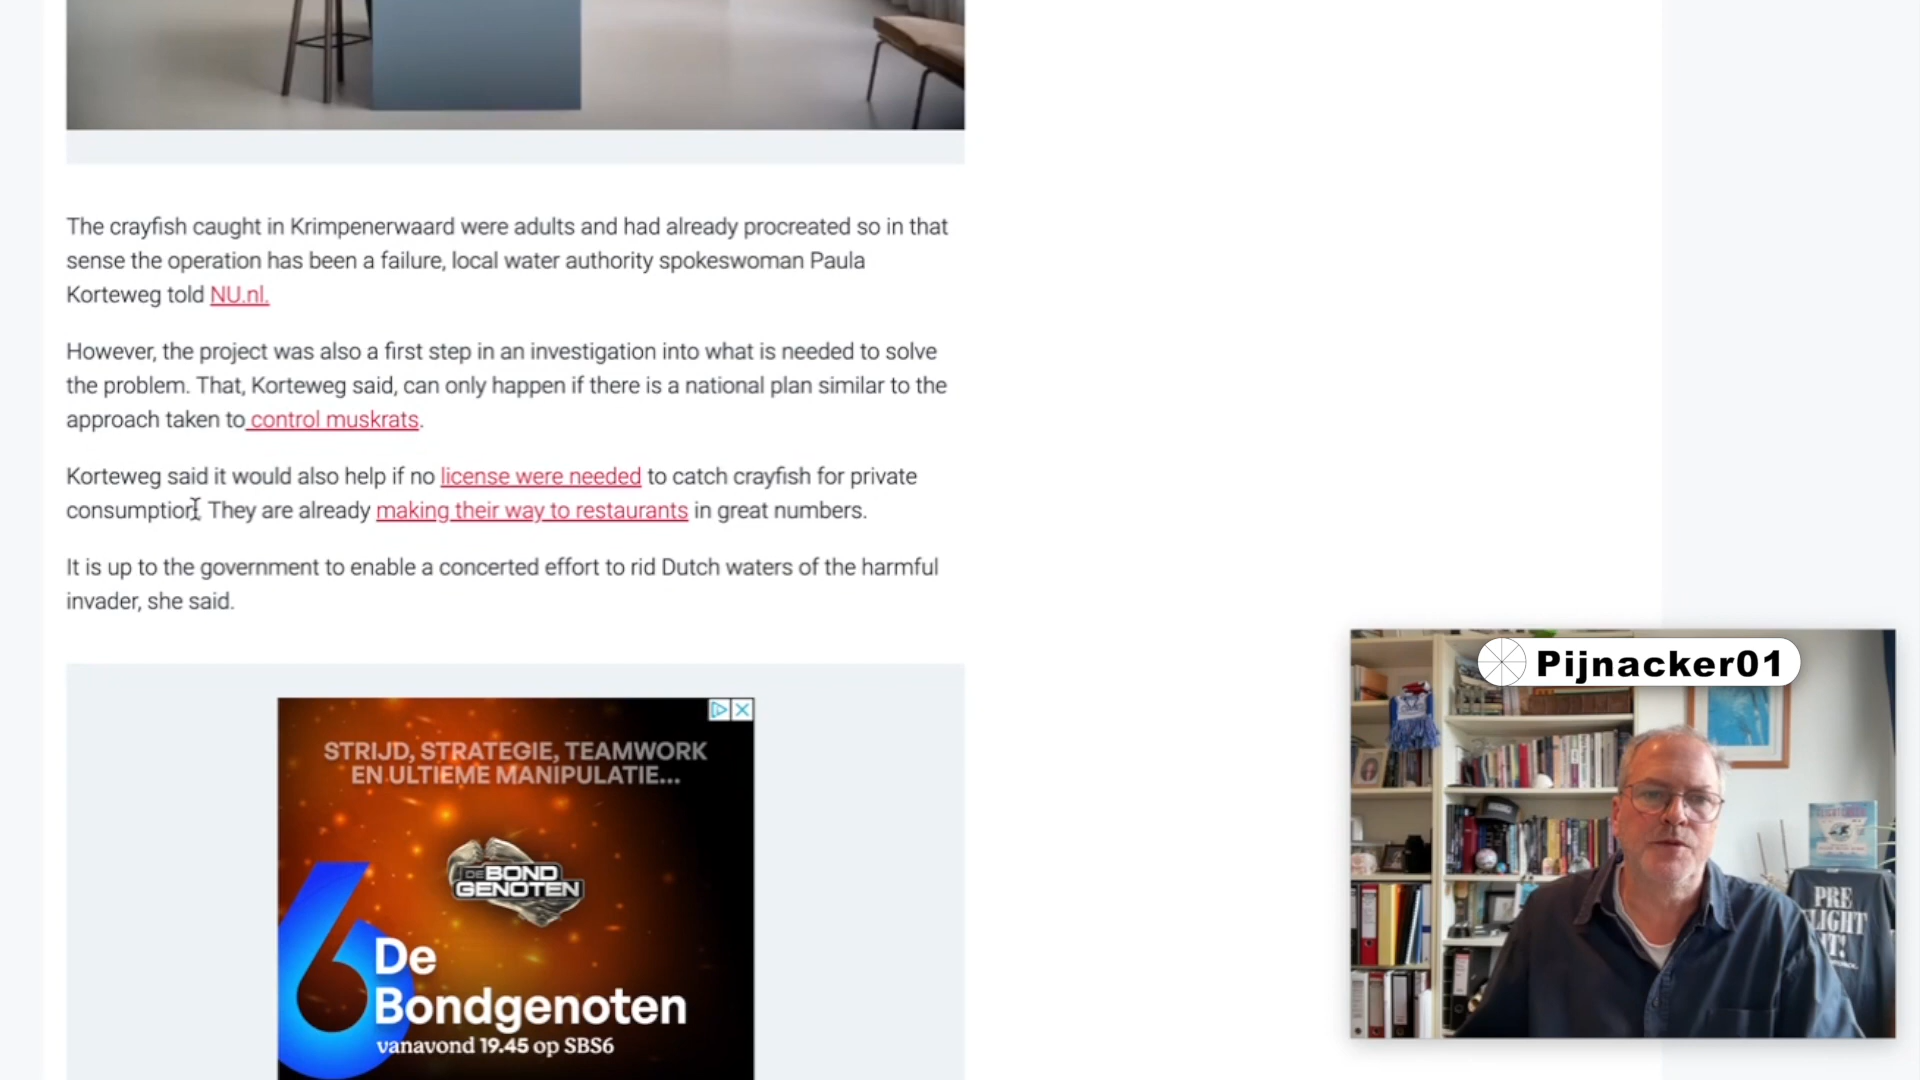 The crayfish caught in Krimpenerwaard were adults and had already procreated so in that
sense the operation has been a failure, local water authority spokeswoman Paula
Korteweg told NU.nl.
However, the project was also a first step in an investigation into what is needed to solve
the problem. That, Korteweg said, can only happen if there is a national plan similar to the
approach taken to control muskrats.
Korteweg said it would also help if no license were needed to catch crayfish for private
consumption. They are already making their way to restaurants in great numbers.
It is up to the government to enable a concerted effort to rid Dutch waters of the harmful
invader, she said.
STRIJD, STRATEGIE, TEAMWORK
EN ULTIEME MANIPULATIE...
DE BOND
GENOTEN
6
De
Bondgenoten
vanavond 19.45 op SBS6
Pijnacker01
PRE